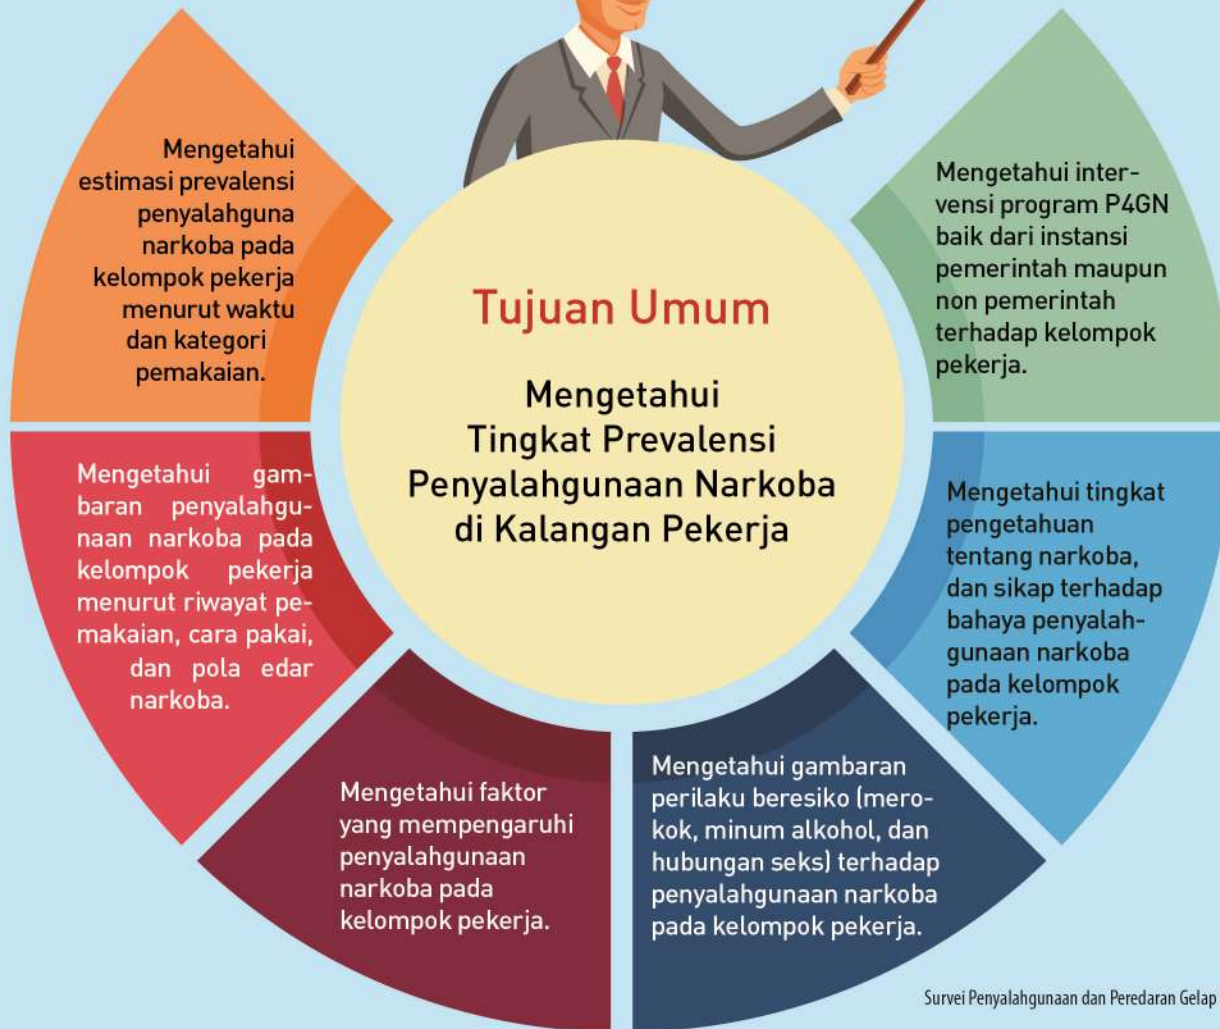 Tujuan Umum
Mengetahui
Tingkat Prevalensi
Penyalahgunaan Narkoba
di Kalangan Pekerja
Mengetahui
estimasi prevalensi
penyalahguna
narkoba pada
kelompok pekerja
menurut waktu
dan kategori
pemakaian.
Mengetahui gam-
baran penyalahgu-
naan narkoba pada
kelompok pekerja
menurut riwayat pe-
makaian, cara pakai,
dan pola edar
narkoba.
Mengetahui faktor
yang mempengaruhi
penyalahgunaan
narkoba pada
kelompok pekerja.
Mengetahui gambaran
perilaku beresiko (mero-
kok, minum alkohol, dan
hubungan seks) terhadap
penyalahgunaan narkoba
pada kelompok pekerja.
Mengetahui tingkat
pengetahuan
tentang narkoba,
dan sikap terhadap
bahaya penyalah-
gunaan narkoba
pada kelompok
pekerja.
Mengetahui inter-
vensi program P4GN
baik dari instansi
pemerintah maupun
non pemerintah
terhadap kelompok
pekerja.
Survei Penyalahgunaan dan Peredaran Gelap